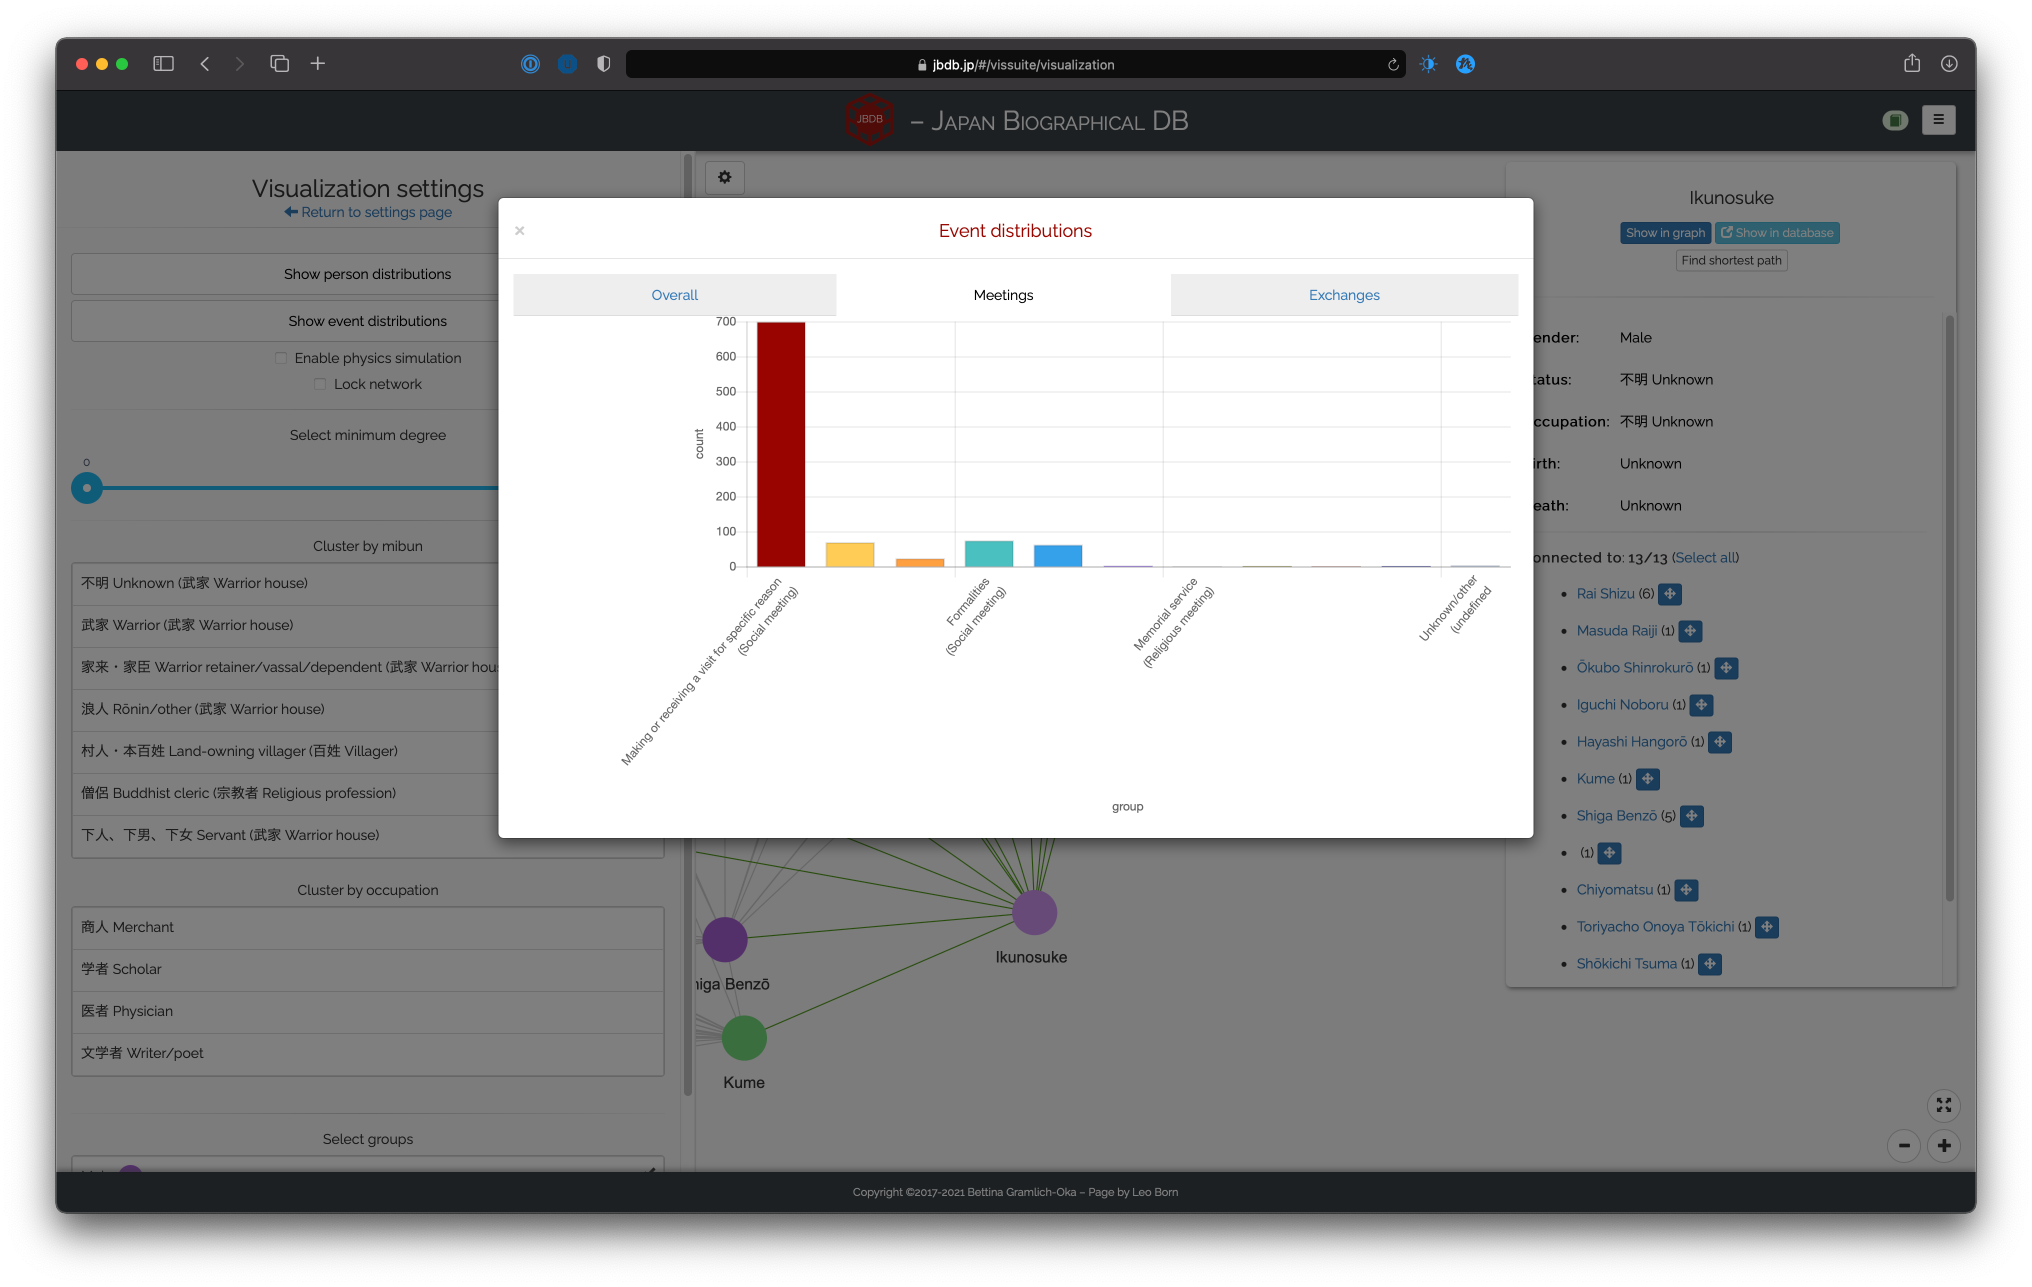 jbdb.jp/#/vissuite/visualization
JBDB
– Japan Biographical DB
Visualization settings
Return to settings page
Show person distributions
Show event distributions
Enable physics simulation
Lock network
Select minimum degree
0
Cluster by mibun
不明 Unknown (武家 Warrior house)
武家 Warrior (武家 Warrior house)
家来・家臣 Warrior retainer/vassal/dependent (武家 Warrior hou
浪人 Rōnin/other (武家 Warrior house)
村人・本百姓 Land-owning villager (百姓 Villager)
僧侶 Buddhist cleric (宗教者 Religious profession)
下人、下男、下女 Servant (武家 Warrior house)
Cluster by occupation
商人 Merchant
学者 Scholar
医者 Physician
文学者 Writer/poet
Select groups
×
Event distributions
Overall
Meetings
Exchanges
700
600
500
400
300
200
100
0
count
Making or receiving a visit for specific reason
(Social meeting)
Formalities
(Social meeting)
Memorial service
(Religious meeting)
Unknown/other
(undefined
group
Ikunosuke
higa Benzō
Kume
Ikunosuke
Show in graph
Show in database
Find shortest path
ender: Male
tatus: 不明 Unknown
ccupation: 不明 Unknown
irth: Unknown
eath: Unknown
onnected to: 13/13 (Select all)
• Rai Shizu (6)
• Masuda Raiji (1)
• Ōkubo Shinrokurō (1)
• Iguchi Noboru (1)
• Hayashi Hangorō (1)
• Kume (1)
• Shiga Benzō (5)
• (1)
• Chiyomatsu (1)
• Toriyacho Onoya Tōkichi (1)
• Shōkichi Tsuma (1)
Copyright ©2017-2021 Bettina Gramlich-Oka – Page by Leo Born